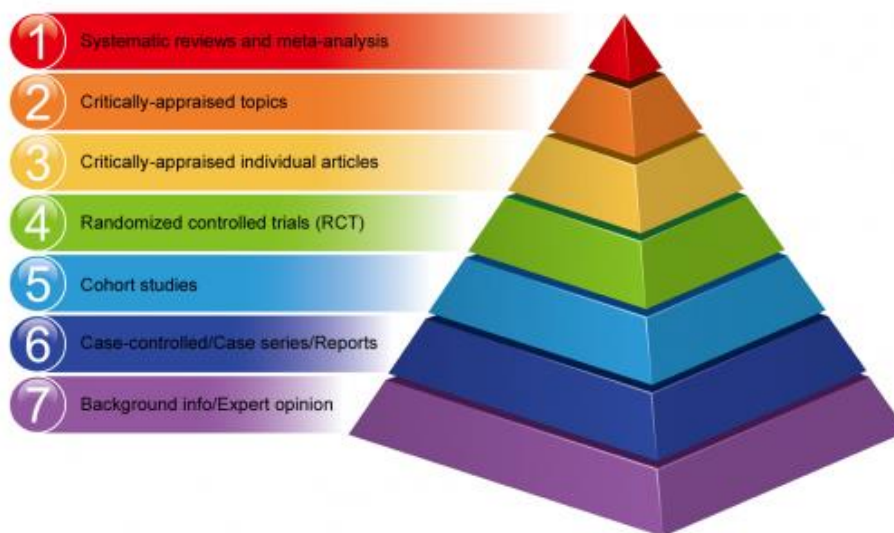 1 Systematic reviews and meta-analysis
2 Critically-appraised topics
3 Critically-appraised individual articles
4 Randomized controlled trials (RCT)
5 Cohort studies
6 Case-controlled/Case series/Reports
7 Background info/Expert opinion